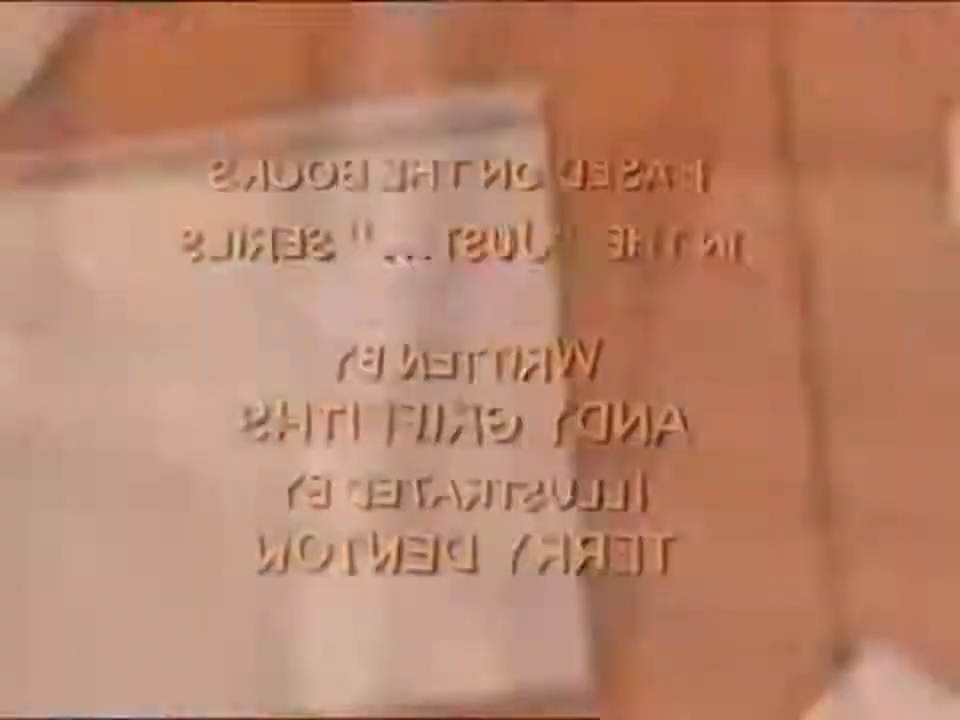 BASED ON THE BOOKS
IN THE "JUST..." SERIES
WRITTEN BY
ANDY GRIFFITHS
ILLUSTRATED BY
TERRY DENTON